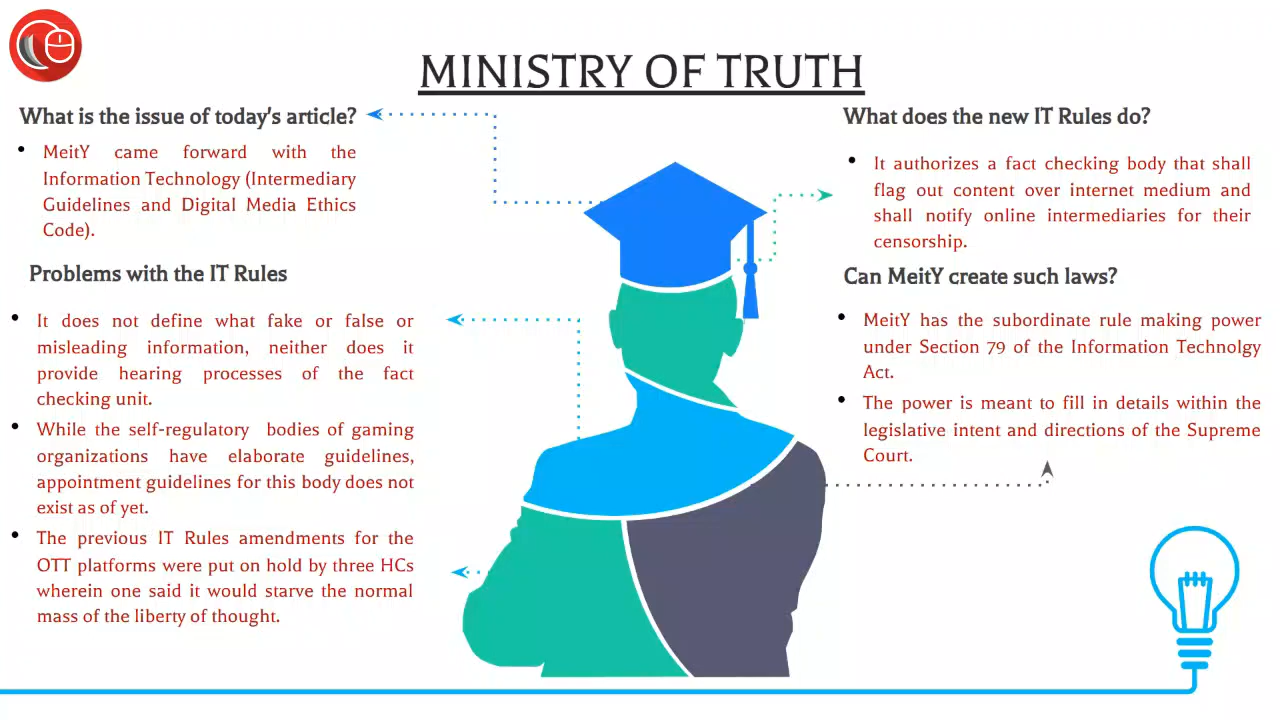 MINISTRY OF TRUTH
What is the issue of today's article?
MeitY came forward with the
Information Technology (Intermediary
Guidelines and Digital Media Ethics
Code).
Problems with the IT Rules
It does not define what fake or false or
misleading information, neither does it
provide hearing processes of the fact
checking unit.
While the self-regulatory bodies of gaming
organizations have elaborate guidelines,
appointment guidelines for this body does not
exist as of yet.
The previous IT Rules amendments for the
OTT platforms were put on hold by three HCs
wherein one said it would starve the normal
mass of the liberty of thought.
What does the new IT Rules do?
It authorizes a fact checking body that shall
flag out content over internet medium and
shall notify online intermediaries for their
censorship.
Can MeitY create such laws?
MeitY has the subordinate rule making power
under Section 79 of the Information Technolgy
Act.
The power is meant to fill in details within the
legislative intent and directions of the Supreme
Court.